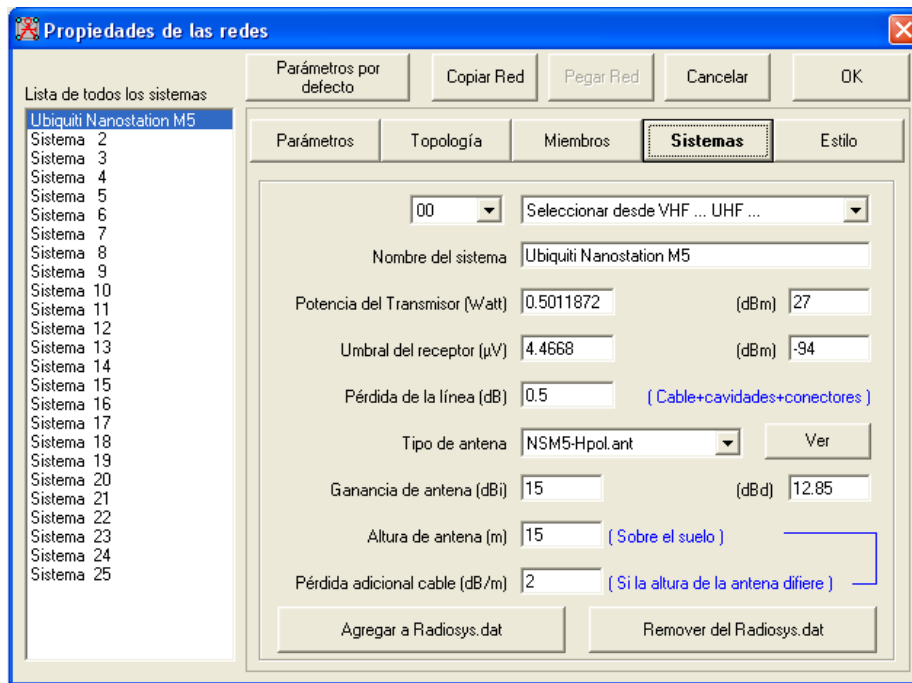 Propiedades de las redes
Parámetros por defecto
Copiar Red
Pegar Red
Cancelar
OK
Lista de todos los sistemas
Ubiquiti Nanostation M5
Sistema 2
Sistema 3
Sistema 4
Sistema 5
Sistema 6
Sistema 7
Sistema 8
Sistema 9
Sistema 10
Sistema 11
Sistema 12
Sistema 13
Sistema 14
Sistema 15
Sistema 16
Sistema 17
Sistema 18
Sistema 19
Sistema 20
Sistema 21
Sistema 22
Sistema 23
Sistema 24
Sistema 25
Parámetros
Topología
Miembros
Sistemas
Estilo
00
Seleccionar desde VHF ... UHF ...
Nombre del sistema Ubiquiti Nanostation M5
Potencia del Transmisor (Watt) 0.5011872 (dBm) 27
Umbral del receptor (µV) 4.4668 (dBm) -94
Pérdida de la línea (dB) 0.5 ( Cable+cavidades+conectores )
Tipo de antena NSM5-Hpol.ant Ver
Ganancia de antena (dBi) 15 (dBd) 12.85
Altura de antena (m) 15 ( Sobre el suelo )
Pérdida adicional cable (dB/m) 2 ( Si la altura de la antena difiere )
Agregar a Radiosys.dat
Remover del Radiosys.dat